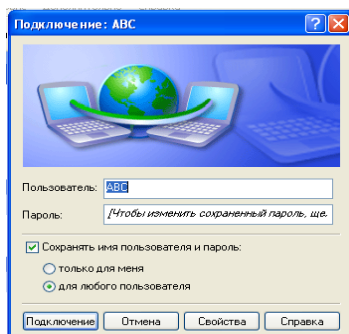 Подключение: ABC
Пользователь: ABC
Пароль: [Чтобы изменить сохраненный пароль, ще.
Сохранять имя пользователя и пароль:
только для меня
для любого пользователя
Подключение Отмена Свойства Справка